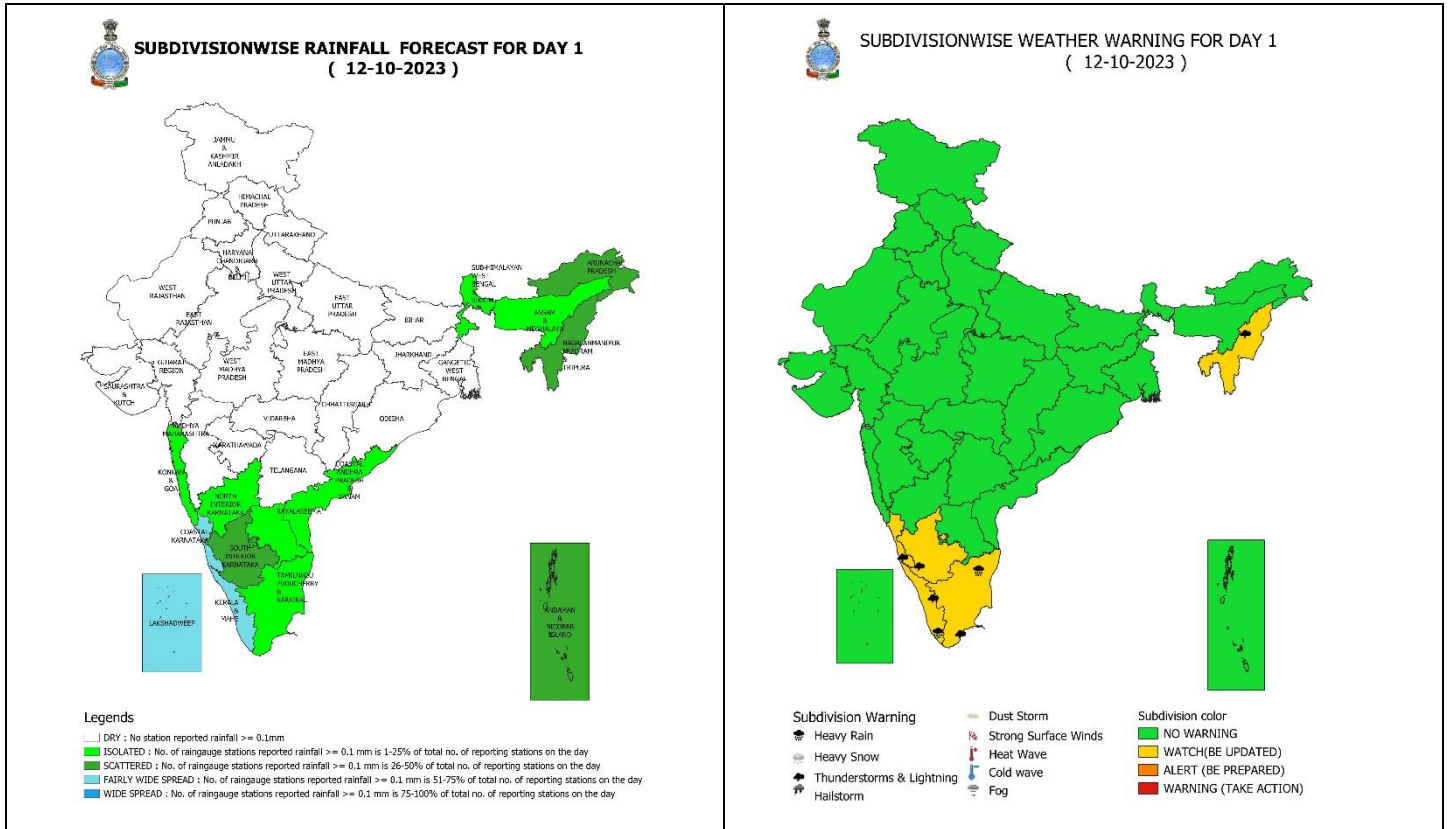 SUBDIVISIONWISE RAINFALL FORECAST FOR DAY 1
( 12-10-2023 )
JAMMU
&
KASHMIR
ANLADAKH
HIMACHAL
PRADESH
PUNJAB
UTTARAKHAND
HARYANA
CHANDIGARH
&
DELHI
WEST
UTTAR
PRADESH
SUB-HIMALAYAN
WEST
BENGAL
&
ARUNACHAL
PRADESH
WEST
RAJASTHAN
EAST
RAJASTHAN
EAST
UTTAR
PRADESH
BIHAR
ASSAM
&
MEGHALAYA
NAGALANMANIPUR
MIZORAM
&
TRIPURA
GUJARAT
REGION
WEST
MADHYA
PRADESH
EAST
MADHYA
PRADESH
JHARKHAND
GANGETIC
WEST
BENGAL
SAURASHTRA
&
KUTCH
CHHATTISGARH
ODISHA
VIDARBHA
MADHYA
MAHARASHTRA
MARATHAWADA
TELANGANA
COASTAL
ANDHRA
PRADESH
&
YANAM
KONKAN
&
GOA
NORTH
INTERIOR
KARNATAKA
RAYALASEEMA
COASTAL
KARNATAKA
SOUTH
INTERIOR
KARNATAKA
TAMILNADU
PUDUCHERRY
&
KARAIKAL
KERALA
&
MAHE
LAKSHADWEEP
ANDAMAN
&
NICOBAR
ISLAND
Legends
DRY : No station reported rainfall >= 0.1mm
ISOLATED : No. of raingauge stations reported rainfall >= 0.1 mm is 1-25% of total no. of reporting stations on the day
SCATTERED : No. of raingauge stations reported rainfall >= 0.1 mm is 26-50% of total no. of reporting stations on the day
FAIRLY WIDE SPREAD : No. of raingauge stations reported rainfall >= 0.1 mm is 51-75% of total no. of reporting stations on the day
WIDE SPREAD : No. of raingauge stations reported rainfall >= 0.1 mm is 75-100% of total no. of reporting stations on the day
SUBDIVISIONWISE WEATHER WARNING FOR DAY 1
( 12-10-2023 )
Subdivision Warning
Heavy Rain
Heavy Snow
Thunderstorms & Lightning
Hailstorm
Dust Storm
Strong Surface Winds
Heat Wave
Cold wave
Fog
Subdivision color
NO WARNING
WATCH(BE UPDATED)
ALERT (BE PREPARED)
WARNING (TAKE ACTION)